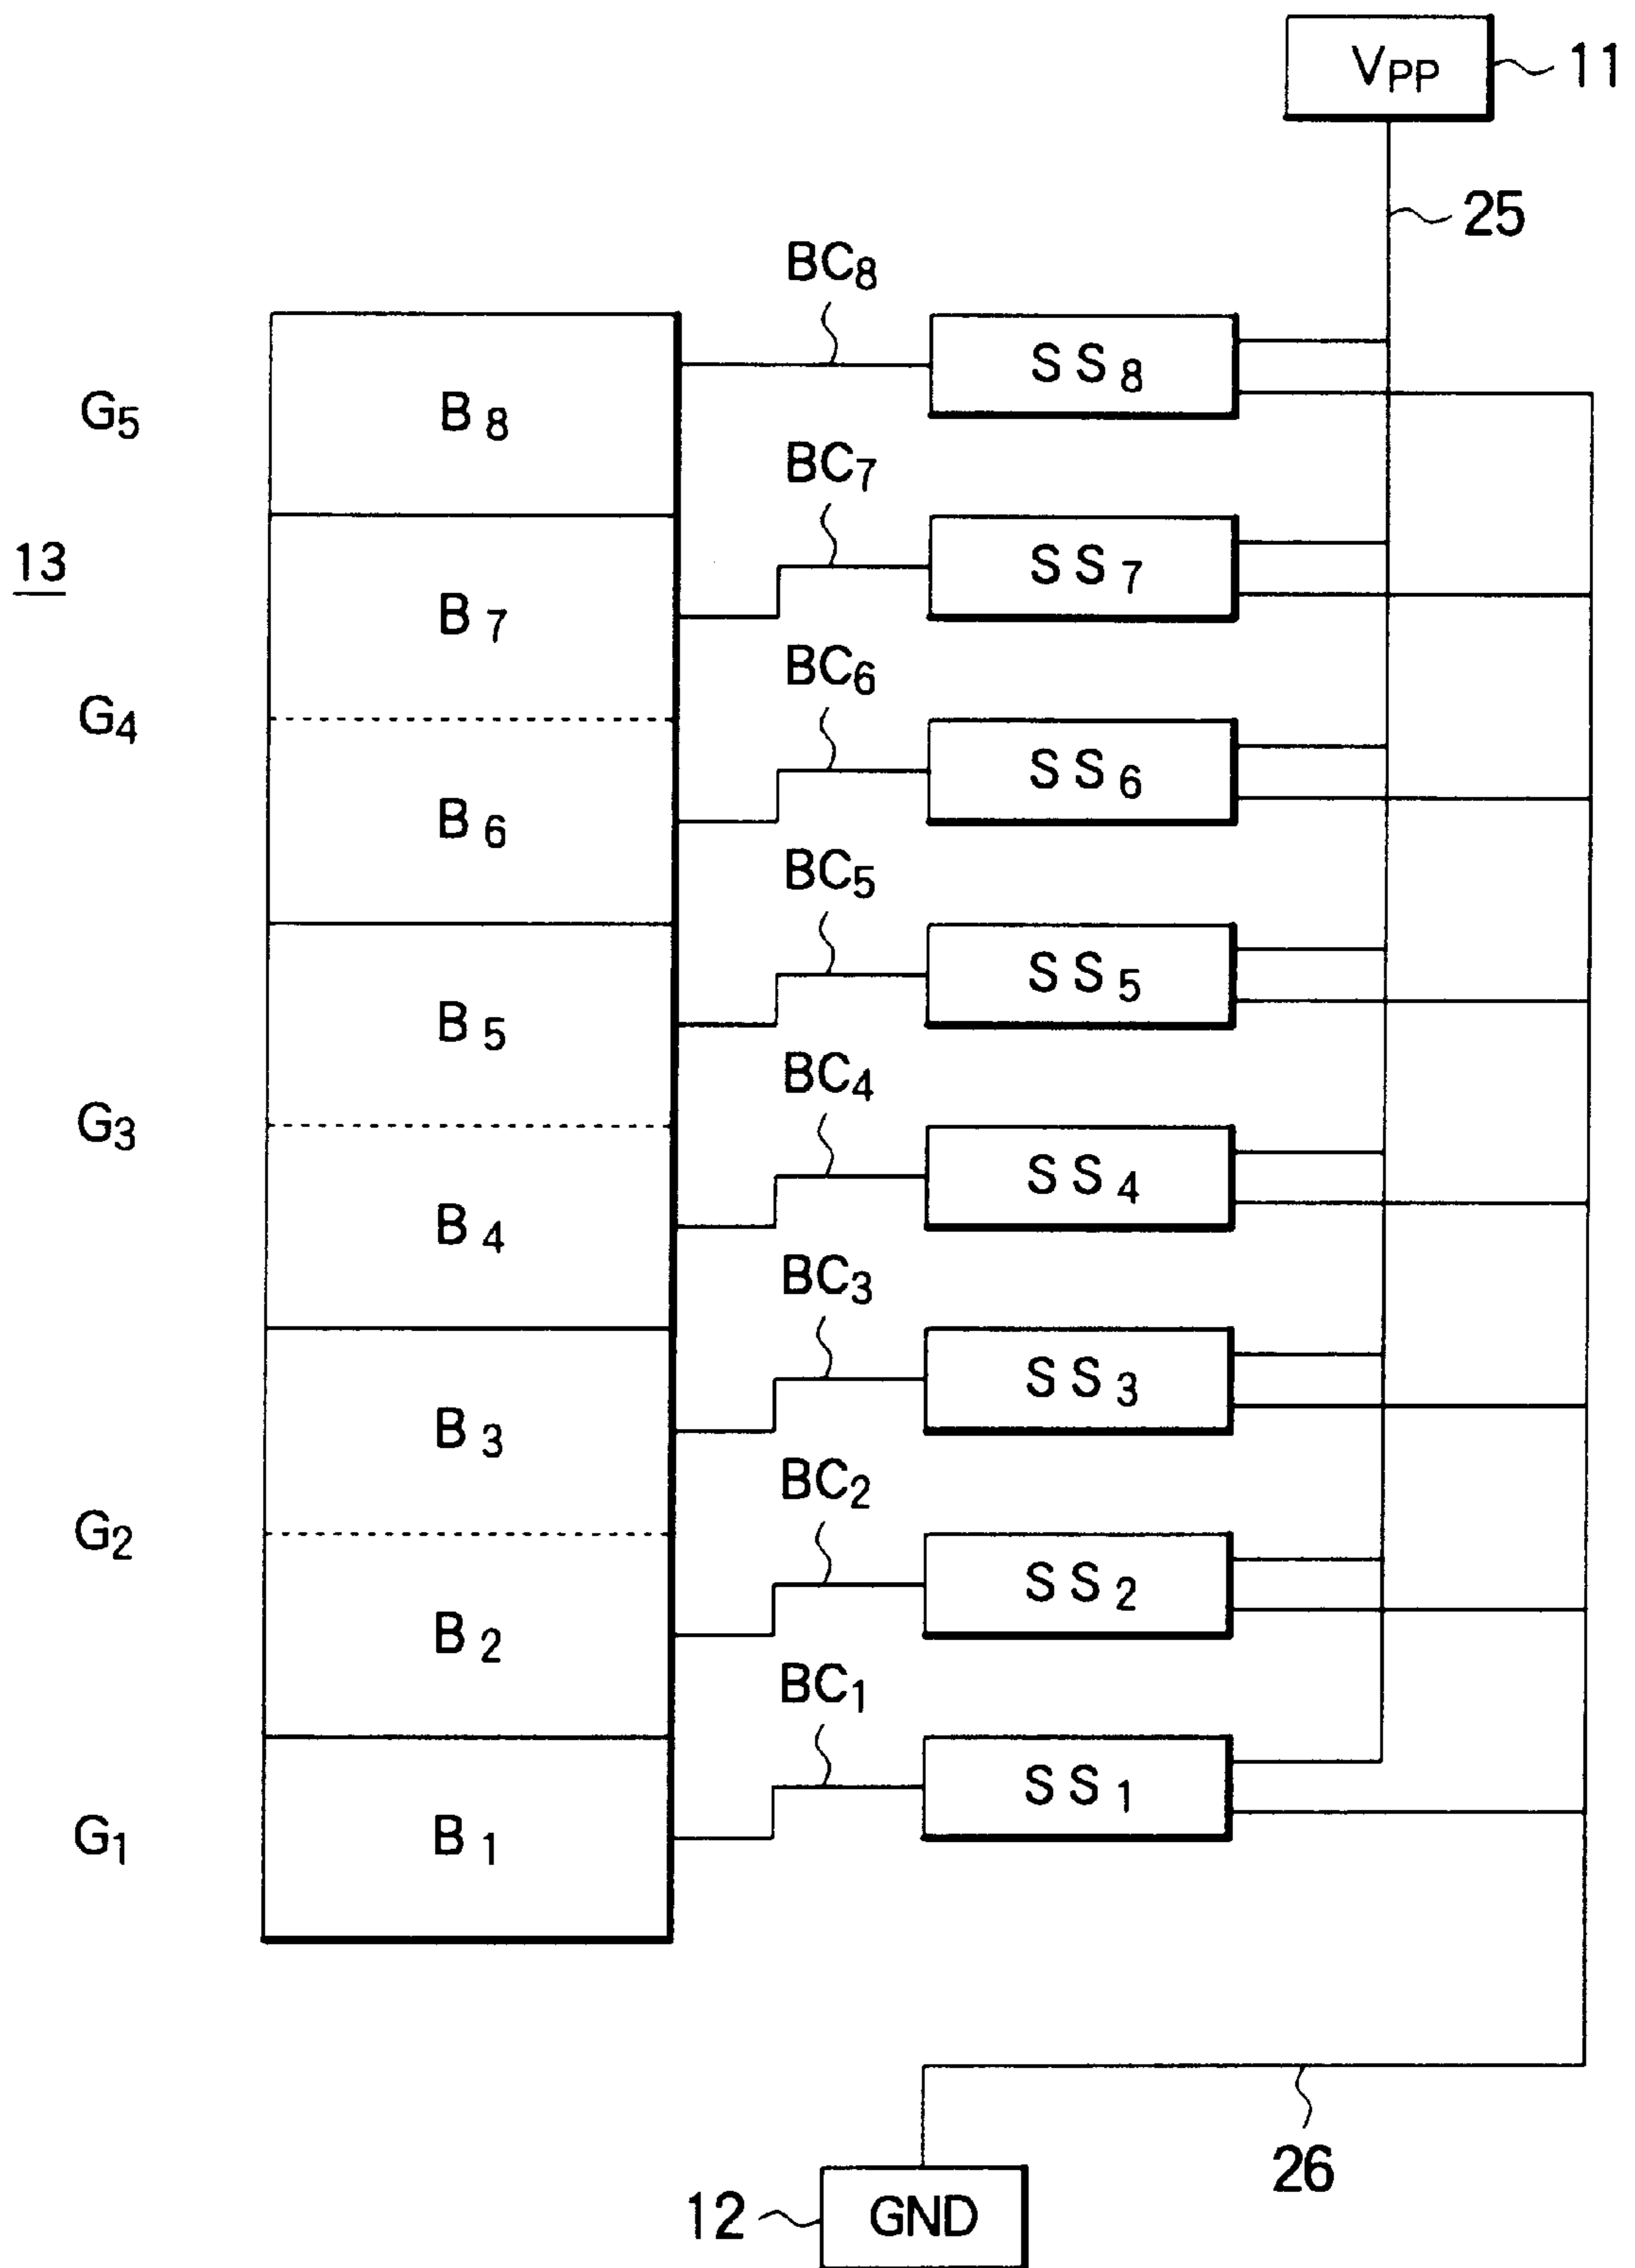 V_PP 11
25
BC8
SS8
G5 B8
BC7
13
SS7
B7
BC6
G4
SS6
B6
BC5
SS5
B5
BC4
G3
SS4
B4
BC3
SS3
B3
BC2
G2
SS2
B2
BC1
SS1
G1 B1
26
12 GND